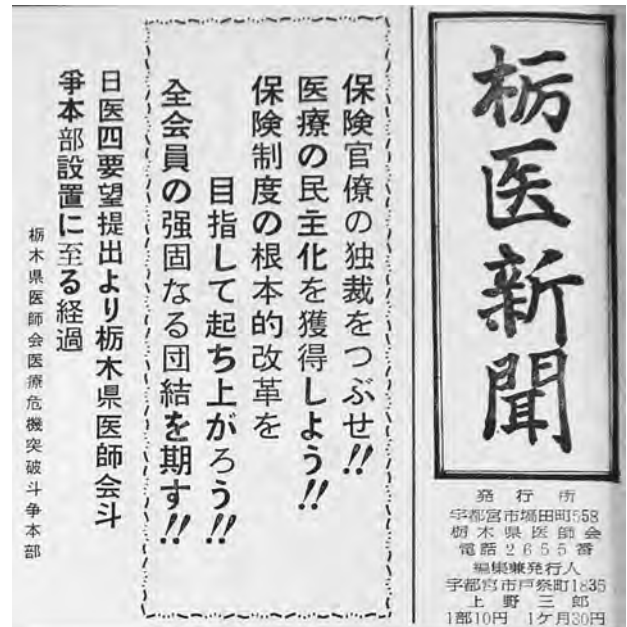 栃医新聞
発行所
宇都宮市塙田町558
栃木県医師会
電話2655番
編集兼発行人
宇都宮市戸祭町1835
上野三郎
1部10円 1ケ月30円
保険官僚の独裁をつぶせ!!
医療の民主化を獲得しよう!!
保険制度の根本的改革を
目指して起ち上がろう!!
全会員の强固なる団結を期す!!
日医四要望提出より栃木県医師会斗
爭本部設置に至る経過
栃木県医師会医療危機突破斗争本部